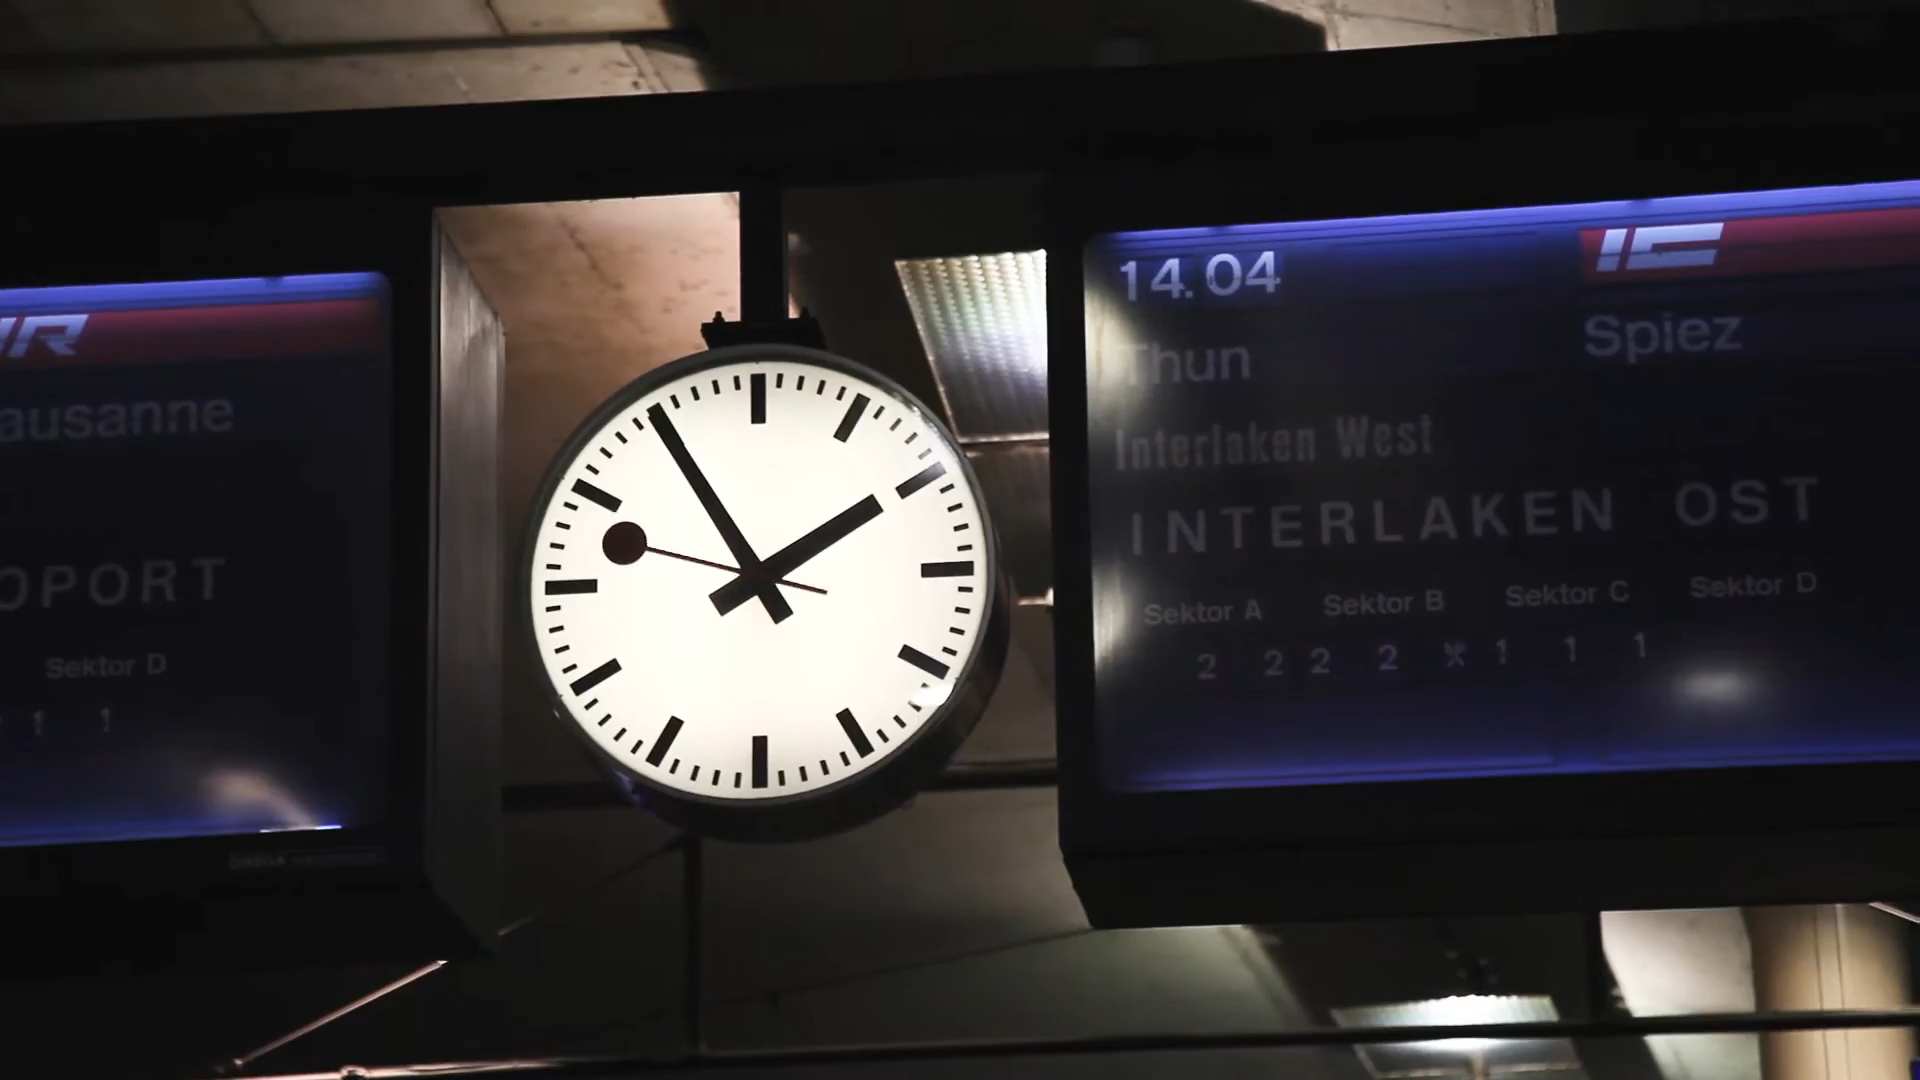 IR
ausanne
OPORT
Sektor D
1 1
OMEGA
14.04 IC
Thun Spiez
Interlaken West
INTERLAKEN OST
Sektor A Sektor B Sektor C Sektor D
2 2 2 2 1 1 1